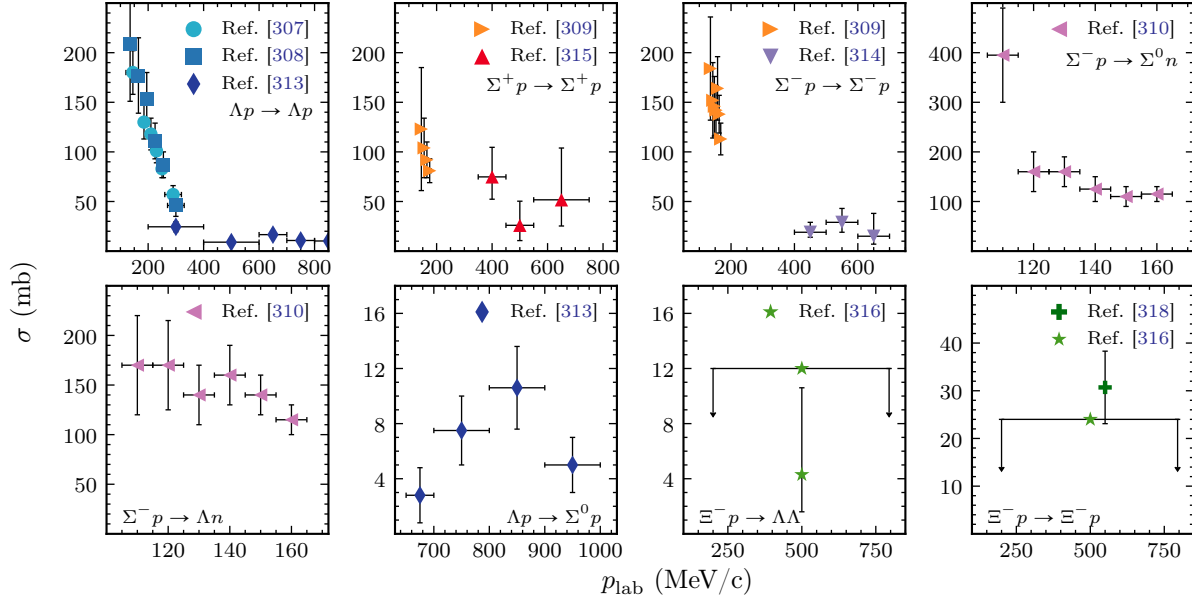 Ref. [307]
Ref. [308]
Ref. [313]
Λp → Λp
200
150
100
50
200 400 600 800
Ref. [309]
Ref. [315]
Σ⁺p → Σ⁺p
200
150
100
50
0 200 400 600 800
Ref. [309]
Ref. [314]
Σ⁻p → Σ⁻p
200
150
100
50
0 200 400 600
Ref. [310]
Σ⁻p → Σ⁰n
400
300
200
100
120 140 160
σ (mb)
Ref. [310]
Σ⁻p → Λn
200
150
100
50
120 140 160
Ref. [313]
Λp → Σ⁰p
16
12
8
4
700 800 900 1000
Ref. [316]
Ξ⁻p → ΛΛ
16
12
8
4
250 500 750
Ref. [318]
Ref. [316]
Ξ⁻p → Ξ⁻p
40
30
20
10
250 500 750
p_lab (MeV/c)